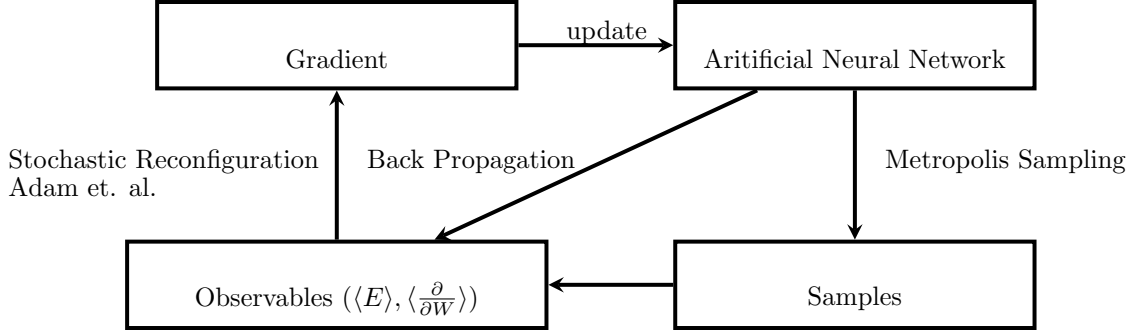 update
Gradient
Aritificial Neural Network
Stochastic Reconfiguration
Adam et. al.
Back Propagation
Metropolis Sampling
Observables (⟨E⟩, ⟨∂/∂W⟩)
Samples